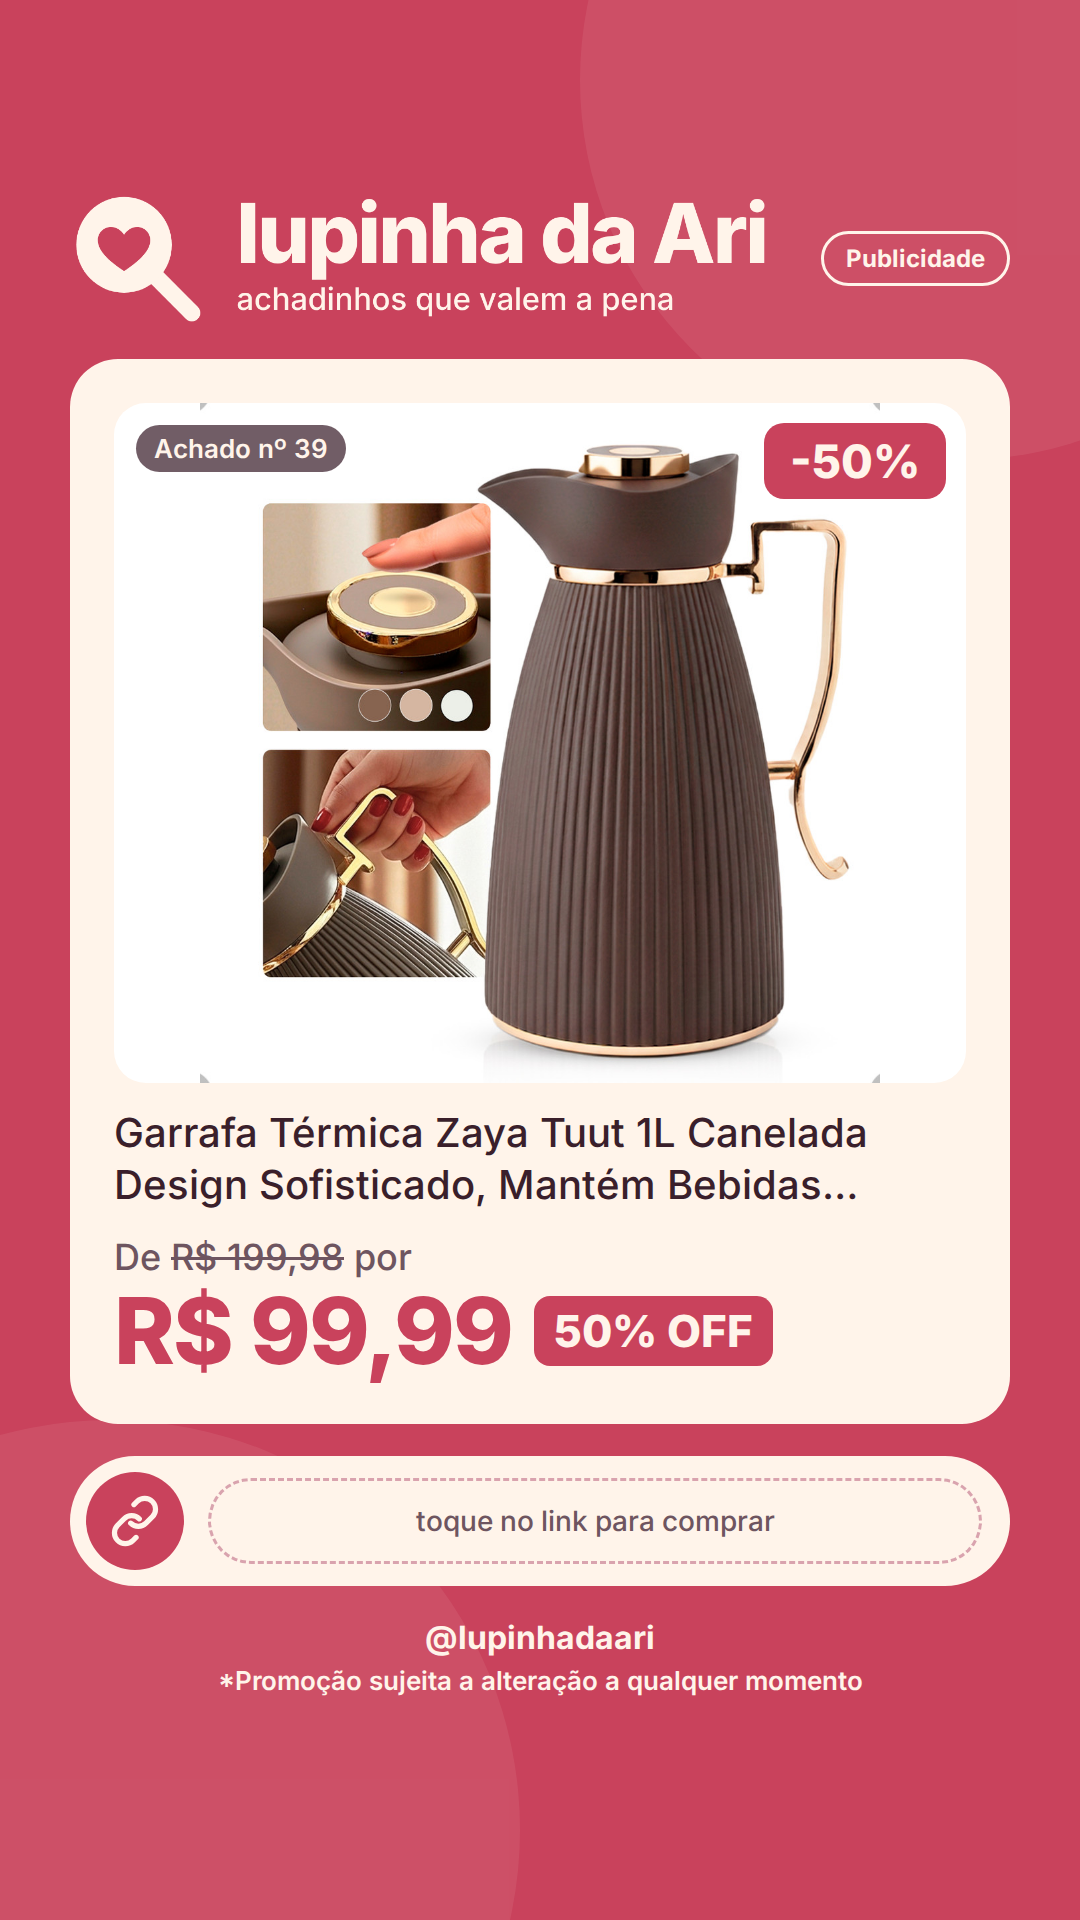 lupinha da Ari
achadinhos que valem a pena
Publicidade
Achado nº 39
-50%
Garrafa Térmica Zaya Tuut 1L Canelada
Design Sofisticado, Mantém Bebidas...
De R$ 199,98 por
R$ 99,99 50% OFF
toque no link para comprar
@lupinhadaari
*Promoção sujeita a alteração a qualquer momento